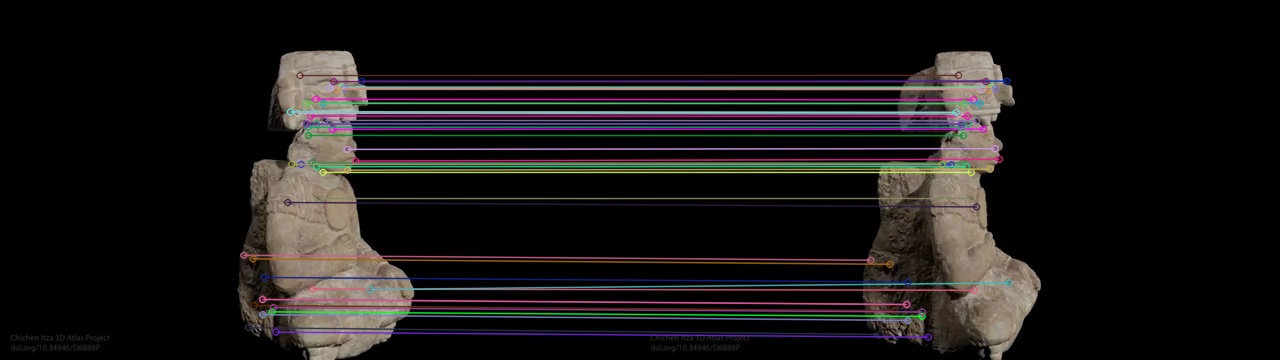 Chichen Itza 3D Atlas Project
doi.org/10.34946/D6B88P
Chichen Itza 3D Atlas Project
doi.org/10.34946/D6B88P